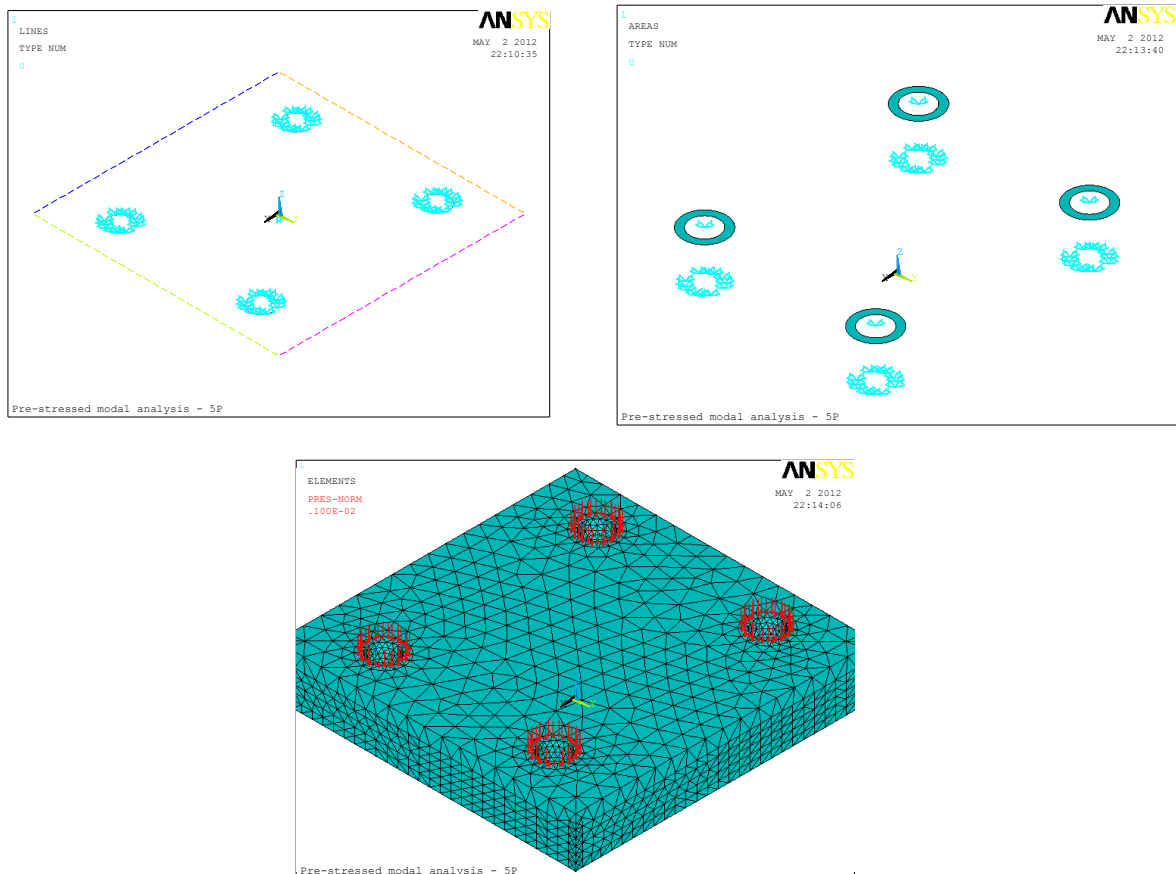 1
LINES
TYPE NUM
U
ANSYS
MAY 2 2012
22:10:35
Z
X Y
Pre-stressed modal analysis - 5P
1
AREAS
TYPE NUM
U
ANSYS
MAY 2 2012
22:13:40
Z
X Y
Pre-stressed modal analysis - 5P
1
ELEMENTS
PRES-NORM
.100E-02
ANSYS
MAY 2 2012
22:14:06
Pre-stressed modal analysis - 5P